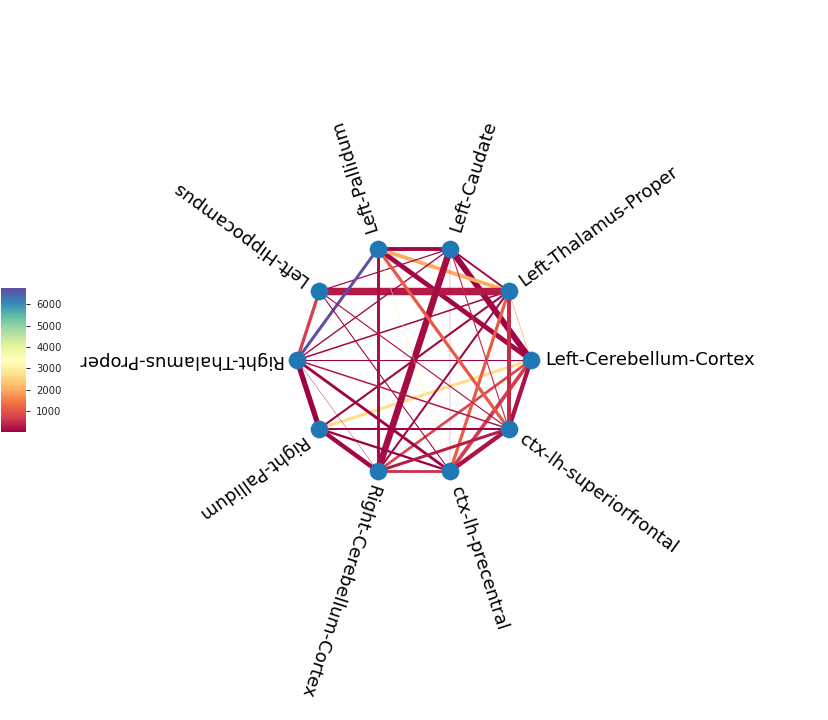 Left-Pallidum
Left-Caudate
Left-Thalamus-Proper
Left-Hippocampus
Right-Thalamus-Proper
Left-Cerebellum-Cortex
Right-Pallidum
ctx-lh-superiorfrontal
Right-Cerebellum-Cortex
ctx-lh-precentral
6000
5000
4000
3000
2000
1000